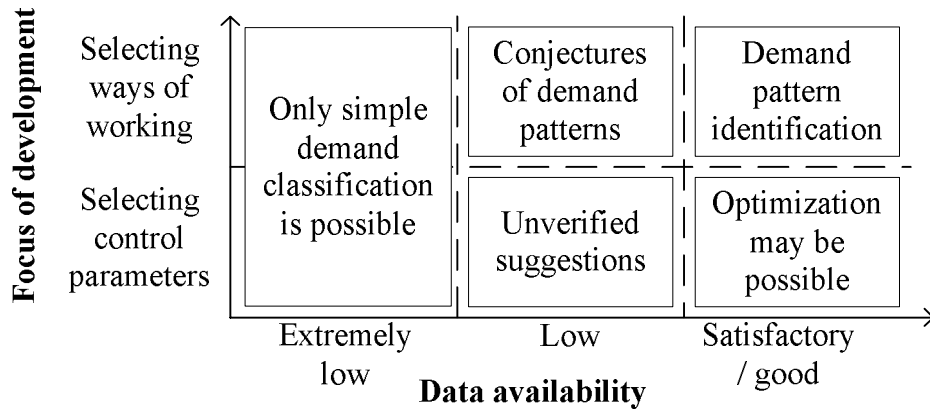 Focus of development
Selecting
ways of
working
Selecting
control
parameters
Only simple
demand
classification
is possible
Conjectures
of demand
patterns
Demand
pattern
identification
Unverified
suggestions
Optimization
may be
possible
Extremely
low
Low
Satisfactory
/ good
Data availability